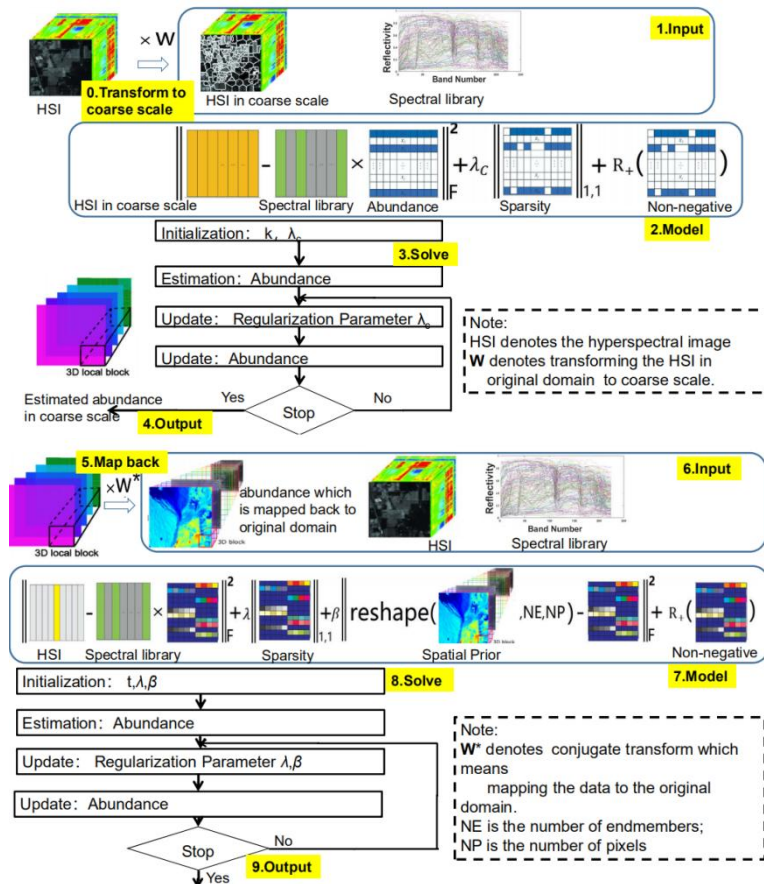 × W
1.Input
Reflectivity
Band Number
0.Transform to
coarse scale
HSI
HSI in coarse scale
Spectral library
2
-
×
+λC
+ R+( )
F
1,1
HSI in coarse scale
Spectral library
Abundance
Sparsity
Non-negative
2.Model
Initialization: k, λc
3.Solve
Estimation: Abundance
Update: Regularization Parameter λc
Update: Abundance
3D local block
Yes
No
Stop
Estimated abundance
in coarse scale
4.Output
Note:
HSI denotes the hyperspectral image
W denotes transforming the HSI in
original domain to coarse scale.
5.Map back
×W*
3D local block
3D block
abundance which
is mapped back to
original domain
HSI
Reflectivity
Band Number
Spectral library
6.Input
2
-
×
+λ
+β
reshape( ,NE,NP)-
2
+ R+( )
F
1,1
F
HSI
Spectral library
Sparsity
Spatial Prior
Non-negative
7.Model
Initialization: t,λ,β
8.Solve
Estimation: Abundance
Update: Regularization Parameter λ,β
Update: Abundance
No
Stop
9.Output
Yes
Note:
W* denotes conjugate transform which
means
mapping the data to the original
domain.
NE is the number of endmembers;
NP is the number of pixels